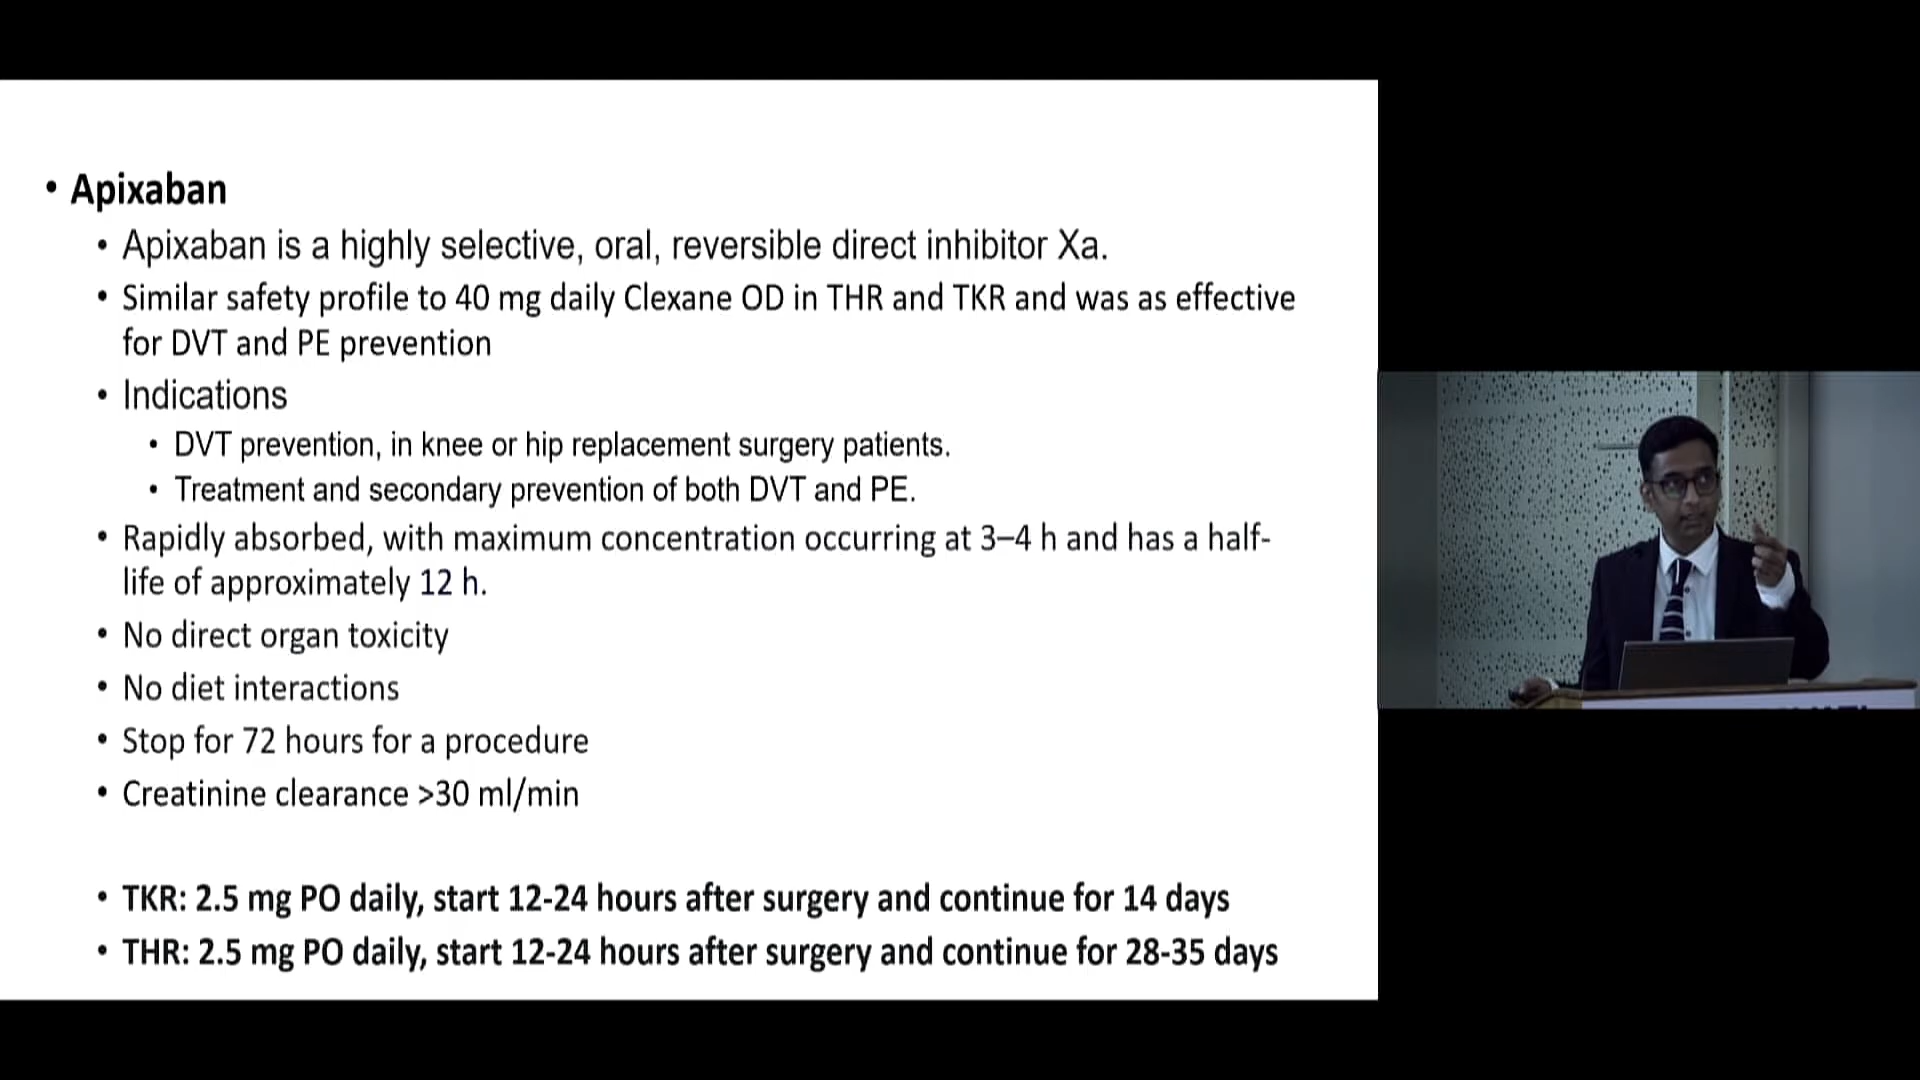 • Apixaban
• Apixaban is a highly selective, oral, reversible direct inhibitor Xa.
• Similar safety profile to 40 mg daily Clexane OD in THR and TKR and was as effective
for DVT and PE prevention
• Indications
• DVT prevention, in knee or hip replacement surgery patients.
• Treatment and secondary prevention of both DVT and PE.
• Rapidly absorbed, with maximum concentration occurring at 3–4 h and has a half-
life of approximately 12 h.
• No direct organ toxicity
• No diet interactions
• Stop for 72 hours for a procedure
• Creatinine clearance >30 ml/min
• TKR: 2.5 mg PO daily, start 12-24 hours after surgery and continue for 14 days
• THR: 2.5 mg PO daily, start 12-24 hours after surgery and continue for 28-35 days